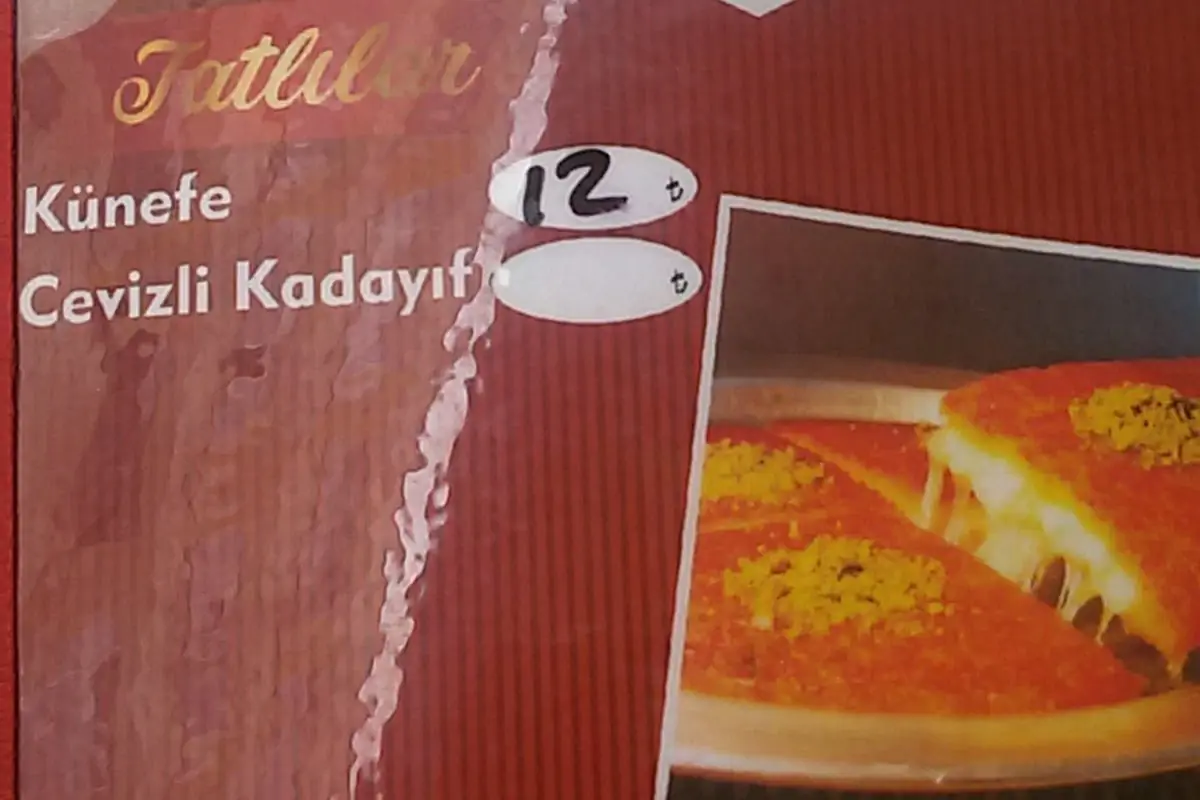 Tatlılar
Künefe 12 ₺
Cevizli Kadayıf ₺